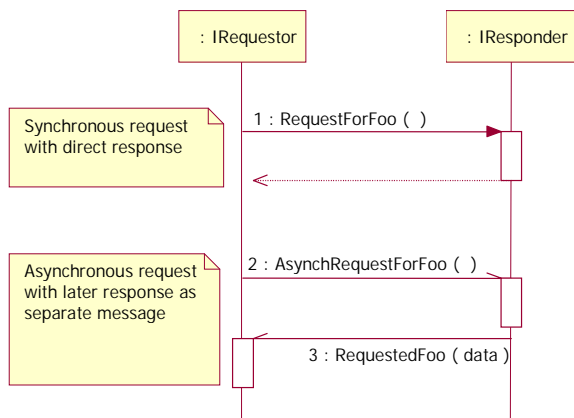 : IRequestor
: IResponder
Synchronous request
with direct response
1 : RequestForFoo ( )
Asynchronous request
with later response as
separate message
2 : AsynchRequestForFoo ( )
3 : RequestedFoo ( data )